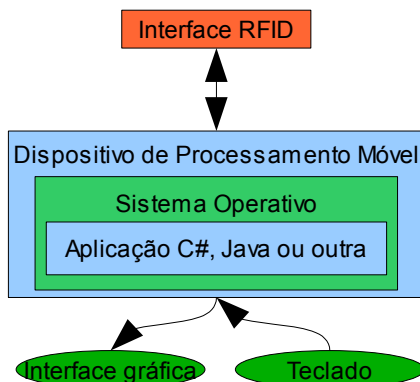 Interface RFID
Dispositivo de Processamento Móvel
Sistema Operativo
Aplicação C#, Java ou outra
Interface gráfica
Teclado